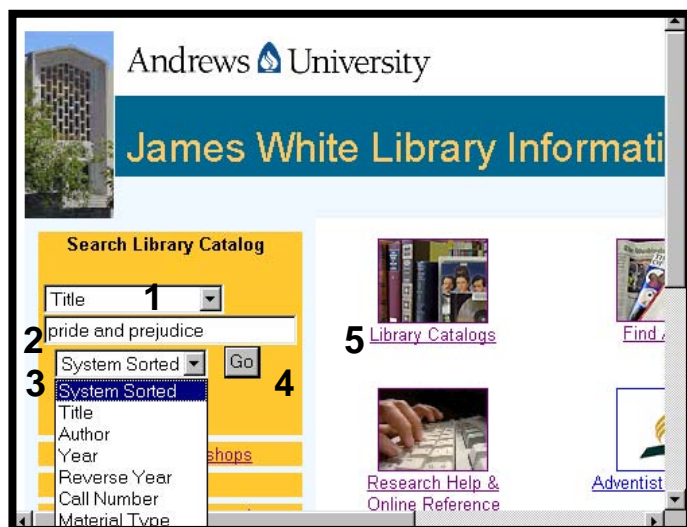 Andrews University
James White Library Informati
Search Library Catalog
1
Title
2
pride and prejudice
3
System Sorted
Go
4
System Sorted
Title
Author
Year
Reverse Year
Call Number
Material Type
shops
5
Library Catalogs
Find
Research Help &
Online Reference
Adventist